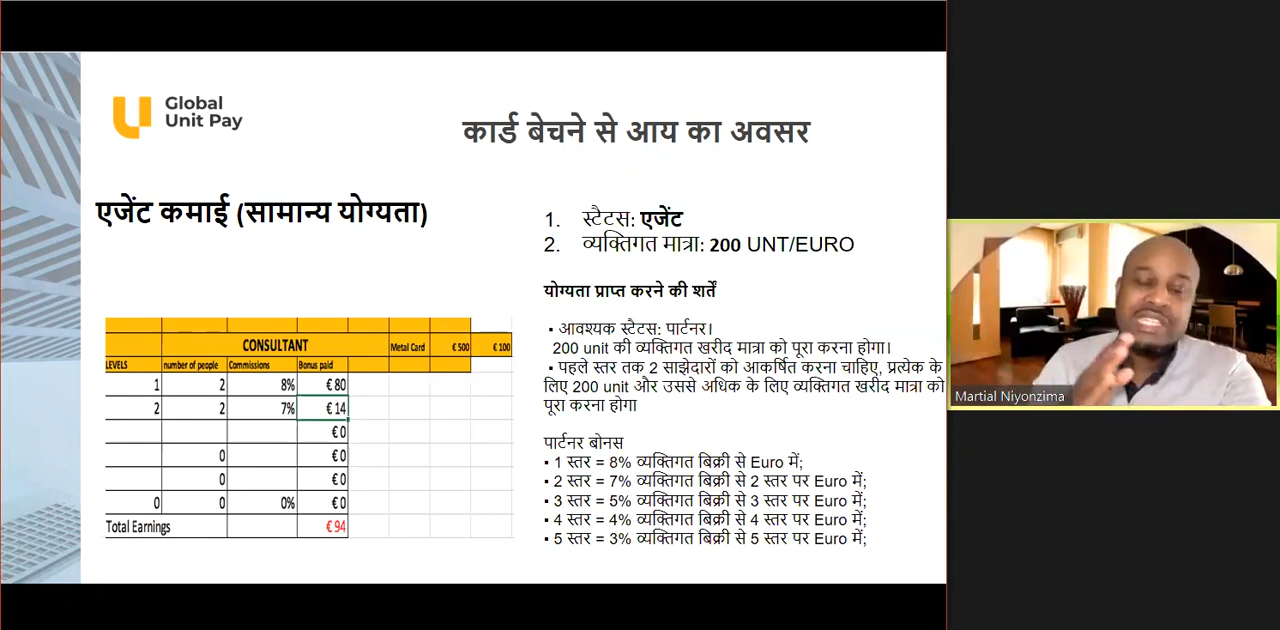 Global
Unit Pay
कार्ड बेचने से आय का अवसर
एजेंट कमाई (सामान्य योग्यता)
1. स्टैटस: एजेंट
2. व्यक्तिगत मात्रा: 200 UNT/EURO
योग्यता प्राप्त करने की शर्तें
▪ आवश्यक स्टैटस: पार्टनर।
200 unit की व्यक्तिगत खरीद मात्रा को पूरा करना होगा।
▪ पहले स्तर तक 2 साझेदारों को आकर्षित करना चाहिए, प्रत्येक के
लिए 200 unit और उससे अधिक के लिए व्यक्तिगत खरीद मात्रा को
पूरा करना होगा
पार्टनर बोनस
▪ 1 स्तर = 8% व्यक्तिगत बिक्री से Euro में;
▪ 2 स्तर = 7% व्यक्तिगत बिक्री से 2 स्तर पर Euro में;
▪ 3 स्तर = 5% व्यक्तिगत बिक्री से 3 स्तर पर Euro में;
▪ 4 स्तर = 4% व्यक्तिगत बिक्री से 4 स्तर पर Euro में;
▪ 5 स्तर = 3% व्यक्तिगत बिक्री से 5 स्तर पर Euro में;
CONSULTANT Metal Card € 500 € 100
LEVELS number of people Commissions Bonus paid
1 2 8% € 80
2 2 7% € 14
€ 0
0 € 0
0 € 0
0 0 0% € 0
Total Earnings € 94
Martial Niyonzima